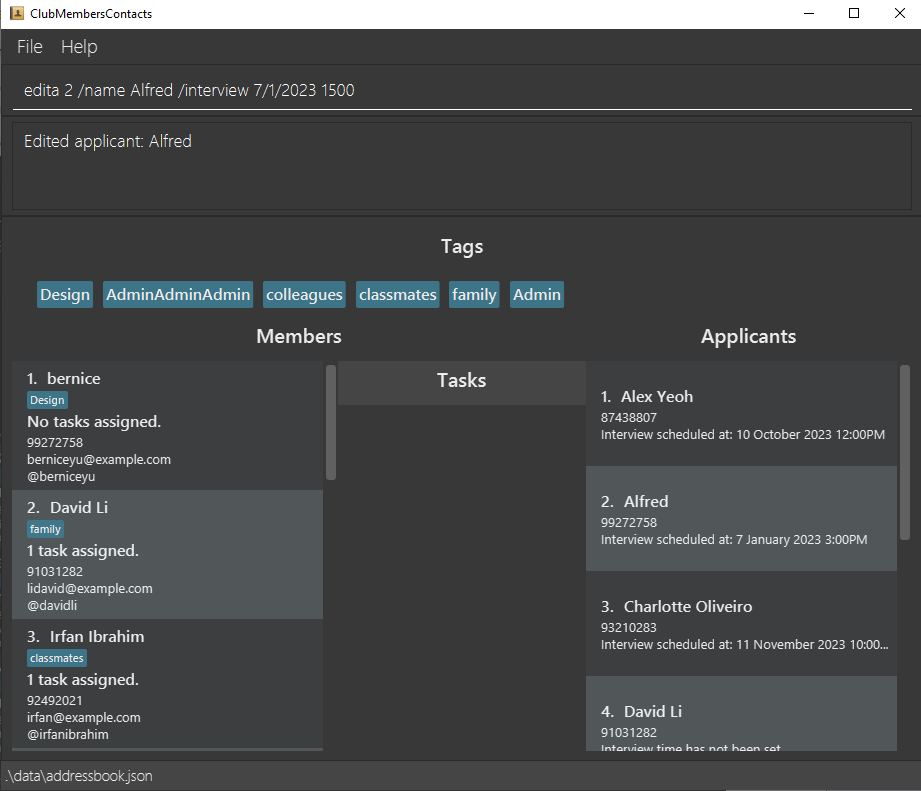 ClubMembersContacts
File Help
edita 2 /name Alfred /interview 7/1/2023 1500
Edited applicant: Alfred
Tags
Design AdminAdminAdmin colleagues classmates family Admin
Members
1. bernice
Design
No tasks assigned.
99272758
berniceyu@example.com
@berniceyu
2. David Li
family
1 task assigned.
91031282
lidavid@example.com
@davidli
3. Irfan Ibrahim
classmates
1 task assigned.
92492021
irfan@example.com
@irfanibrahim
Tasks
Applicants
1. Alex Yeoh
87438807
Interview scheduled at: 10 October 2023 12:00PM
2. Alfred
99272758
Interview scheduled at: 7 January 2023 3:00PM
3. Charlotte Oliveiro
93210283
Interview scheduled at: 11 November 2023 10:00...
4. David Li
91031282
Interview time has not been set
.\data\addressbook.json